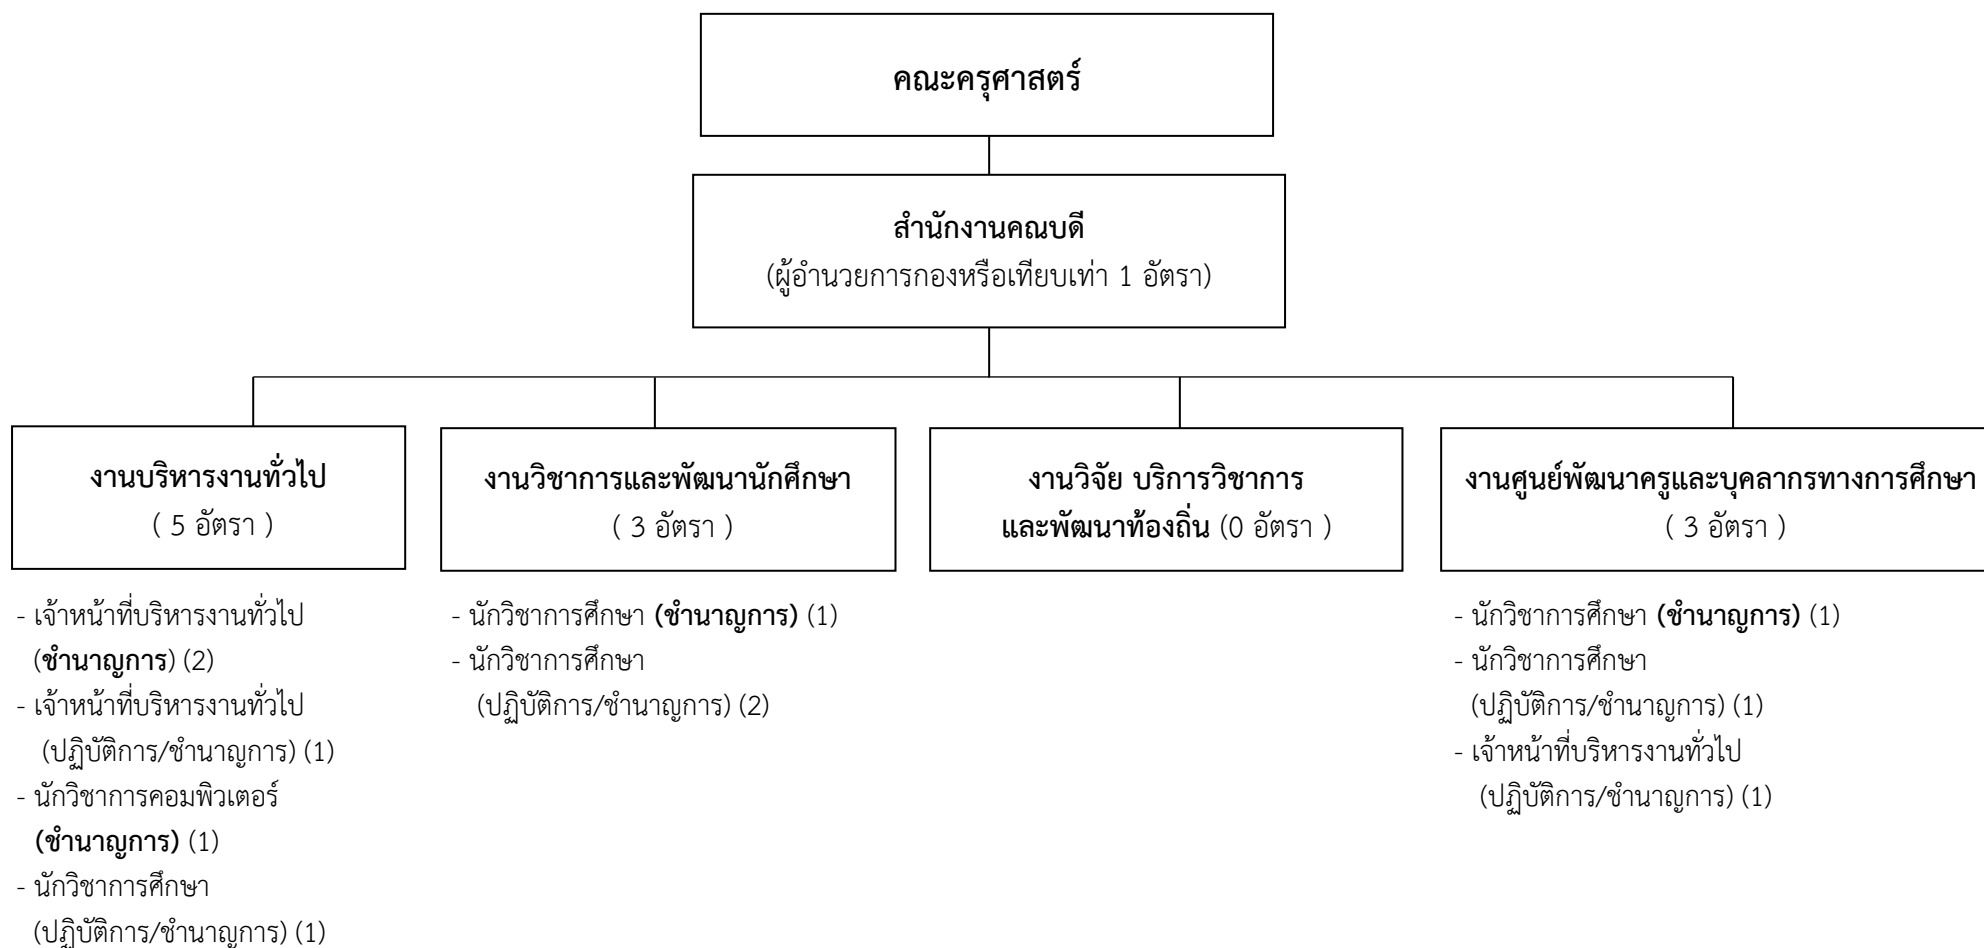 คณะครุศาสตร์
สำนักงานคณบดี
(ผู้อำนวยการกองหรือเทียบเท่า 1 อัตรา)
งานบริหารงานทั่วไป
( 5 อัตรา )
- เจ้าหน้าที่บริหารงานทั่วไป
(ชำนาญการ) (2)
- เจ้าหน้าที่บริหารงานทั่วไป
(ปฏิบัติการ/ชำนาญการ) (1)
- นักวิชาการคอมพิวเตอร์
(ชำนาญการ) (1)
- นักวิชาการศึกษา
(ปฏิบัติการ/ชำนาญการ) (1)
งานวิชาการและพัฒนานักศึกษา
( 3 อัตรา )
- นักวิชาการศึกษา (ชำนาญการ) (1)
- นักวิชาการศึกษา
(ปฏิบัติการ/ชำนาญการ) (2)
งานวิจัย บริการวิชาการ
และพัฒนาท้องถิ่น (0 อัตรา )
งานศูนย์พัฒนาครูและบุคลากรทางการศึกษา
( 3 อัตรา )
- นักวิชาการศึกษา (ชำนาญการ) (1)
- นักวิชาการศึกษา
(ปฏิบัติการ/ชำนาญการ) (1)
- เจ้าหน้าที่บริหารงานทั่วไป
(ปฏิบัติการ/ชำนาญการ) (1)